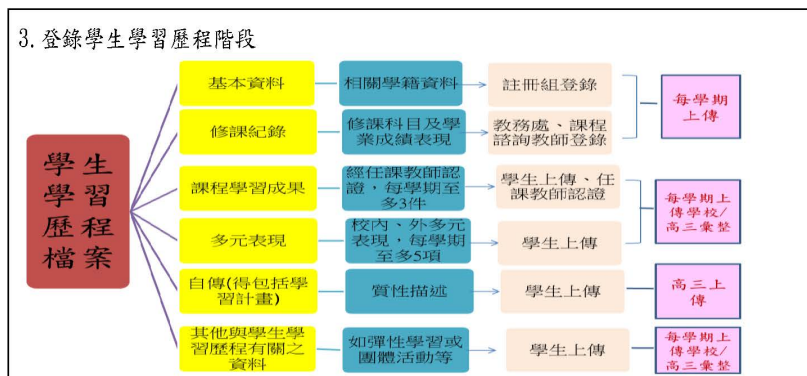 3. 登錄學生學習歷程階段
學生
學習
歷程
檔案
基本資料
相關學籍資料
註冊組登錄
每學期
上傳
修課紀錄
修課科目及學
業成績表現
教務處、課程
諮詢教師登錄
課程學習成果
經任課教師認
證，每學期至
多3件
學生上傳、任
課教師認證
每學期上
傳學校/
高三彙整
多元表現
校內、外多元
表現，每學期
至多5項
學生上傳
自傳(得包括學
習計畫)
質性描述
學生上傳
高三上
傳
其他與學生學
習歷程有關之
資料
如彈性學習或
團體活動等
學生上傳
每學期上
傳學校/
高三彙整